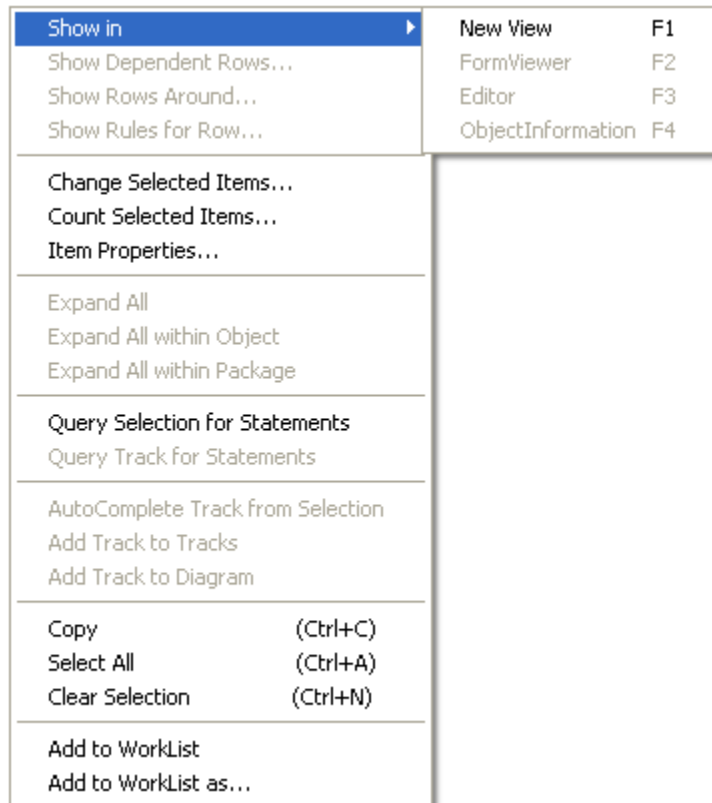 Show in
New View F1
Show Dependent Rows...
FormViewer F2
Show Rows Around...
Editor F3
Show Rules for Row...
ObjectInformation F4
Change Selected Items...
Count Selected Items...
Item Properties...
Expand All
Expand All within Object
Expand All within Package
Query Selection for Statements
Query Track for Statements
AutoComplete Track from Selection
Add Track to Tracks
Add Track to Diagram
Copy (Ctrl+C)
Select All (Ctrl+A)
Clear Selection (Ctrl+N)
Add to WorkList
Add to WorkList as...